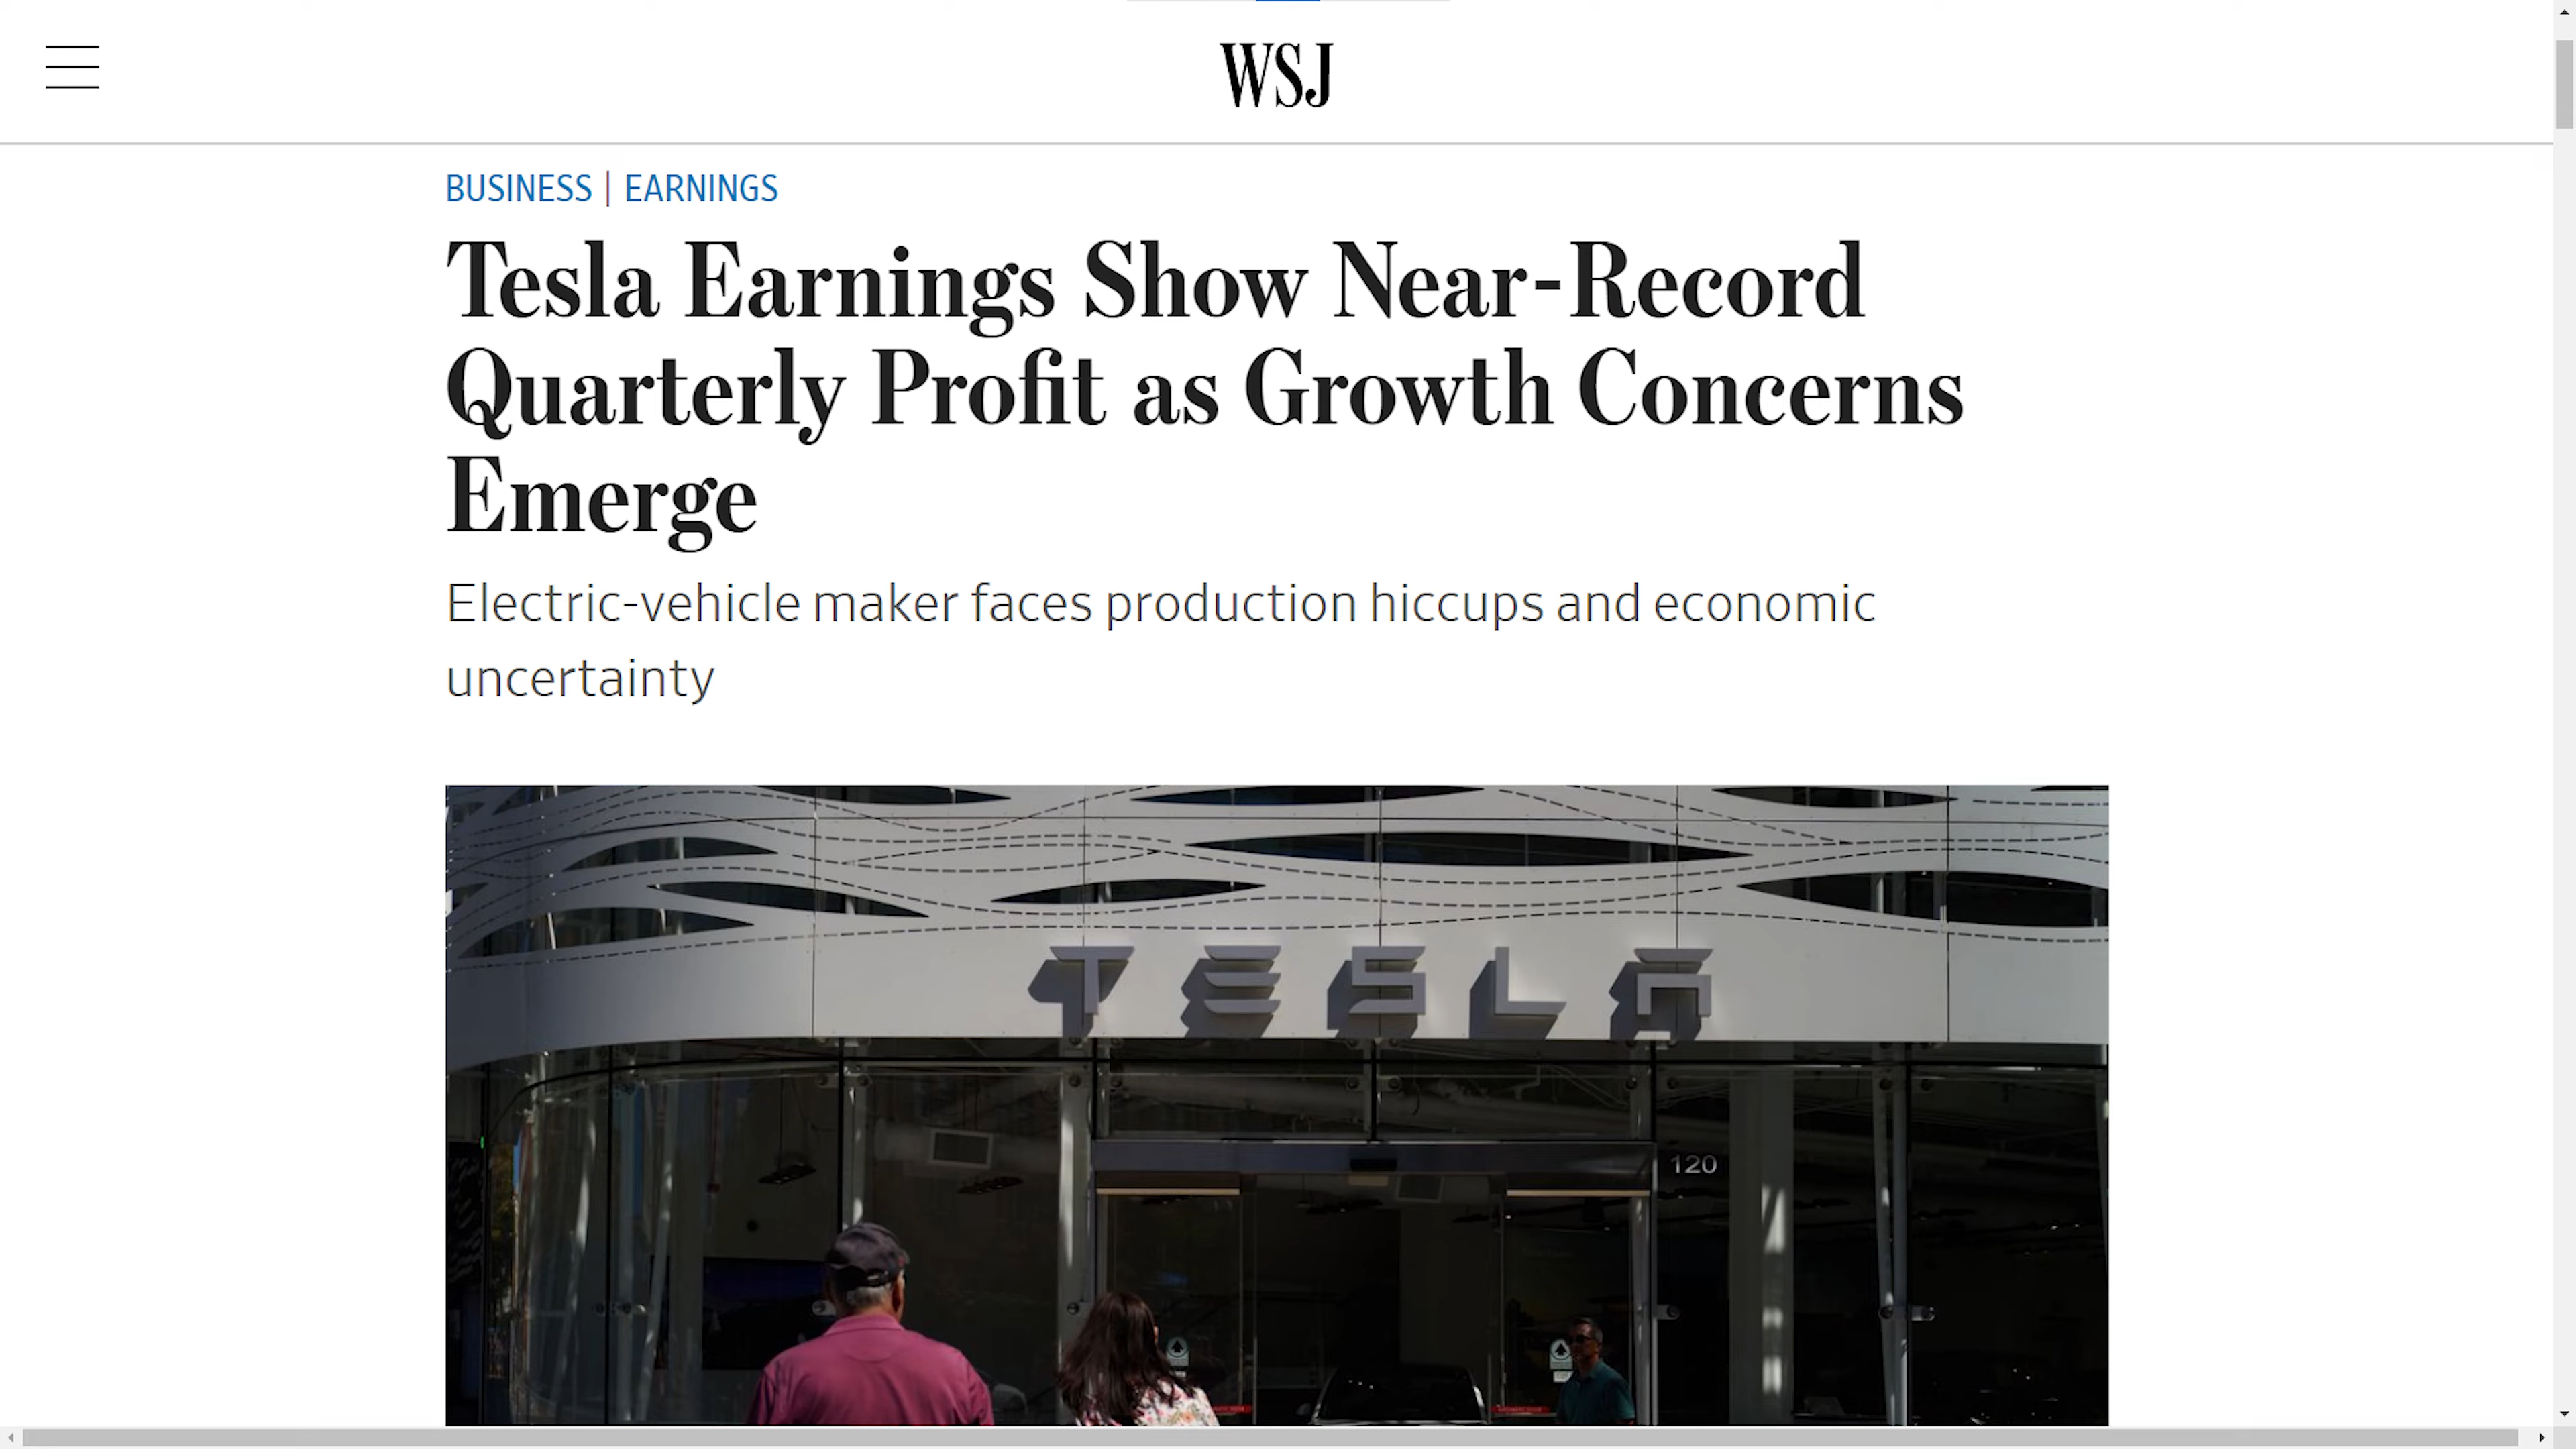 WSJ
BUSINESS | EARNINGS
Tesla Earnings Show Near-Record
Quarterly Profit as Growth Concerns
Emerge
Electric-vehicle maker faces production hiccups and economic
uncertainty
TESLA
120